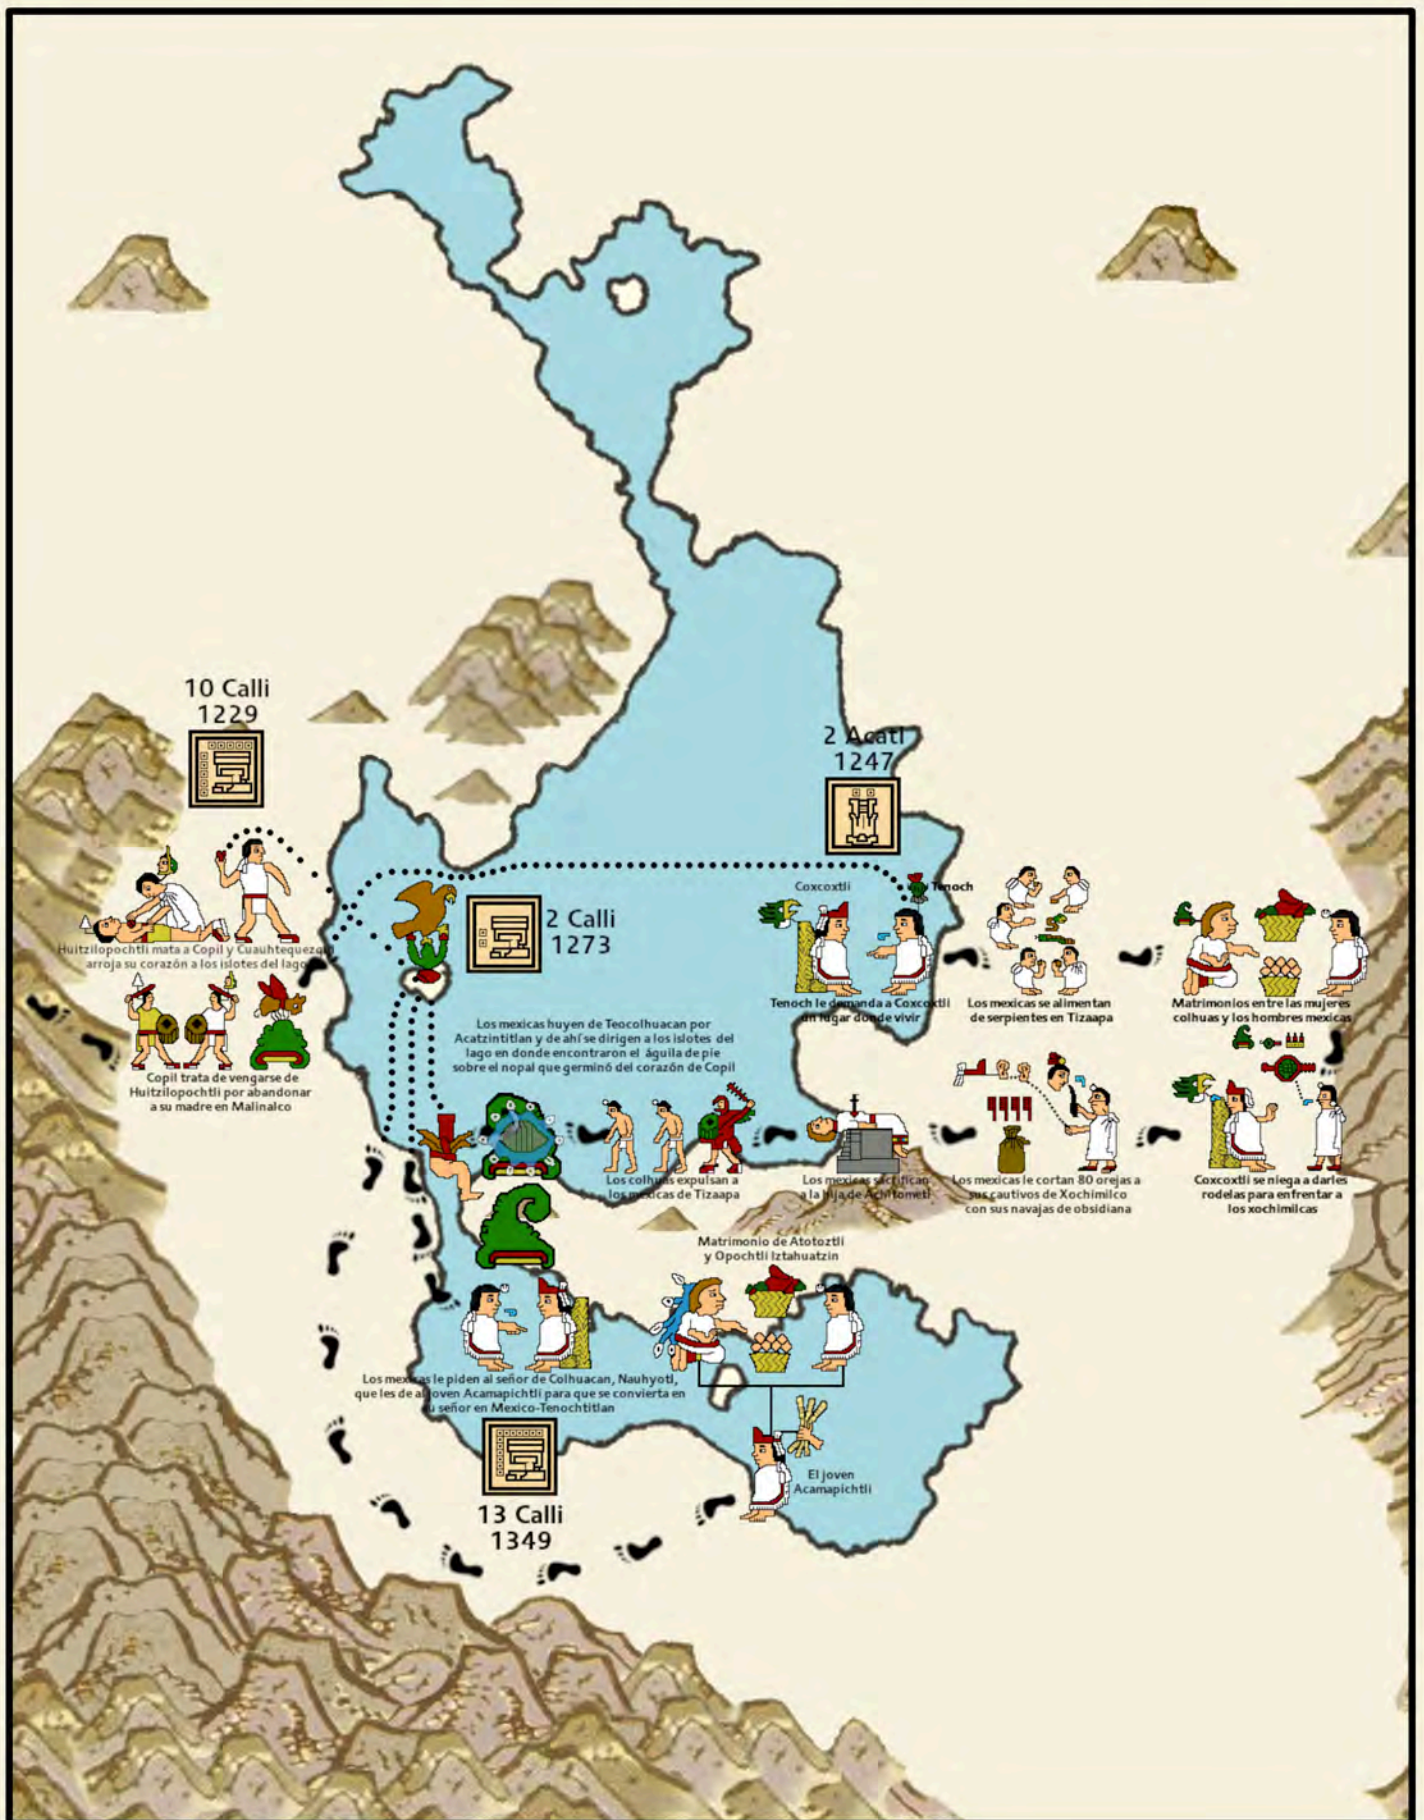 10 Calli
1229
2 Acatl
1247
Coxcoxtli
Tenoch
2 Calli
1273
Huitzilopochtli mata a Copil y Cuauhtequezqui
arroja su corazón a los islotes del lago
Tenoch le demanda a Coxcoxtli
un lugar donde vivir
Los mexicas se alimentan
de serpientes en Tizaapa
Matrimonios entre las mujeres
colhuas y los hombres mexicas
Los mexicas huyen de Teocolhuacan por
Acatzintitlan y de ahí se dirigen a los islotes del
lago en donde encontraron el águila de pie
sobre el nopal que germinó del corazón de Copil
Copil trata de vengarse de
Huitzilopochtli por abandonar
a su madre en Malinalco
Los colhuas expulsan a
los mexicas de Tizaapa
Los mexicas sacrifican
a la hija de Achitometl
Los mexicas le cortan 80 orejas a
sus cautivos de Xochimilco
con sus navajas de obsidiana
Coxcoxtli se niega a darles
rodelas para enfrentar a
los xochimilcas
Matrimonio de Atotoztli
y Opochtli Iztahuatzin
Los mexicas le piden al señor de Colhuacan, Nauhyotl,
que les de al joven Acamapichtli para que se convierta en
su señor en Mexico-Tenochtitlan
El joven
Acamapichtli
13 Calli
1349